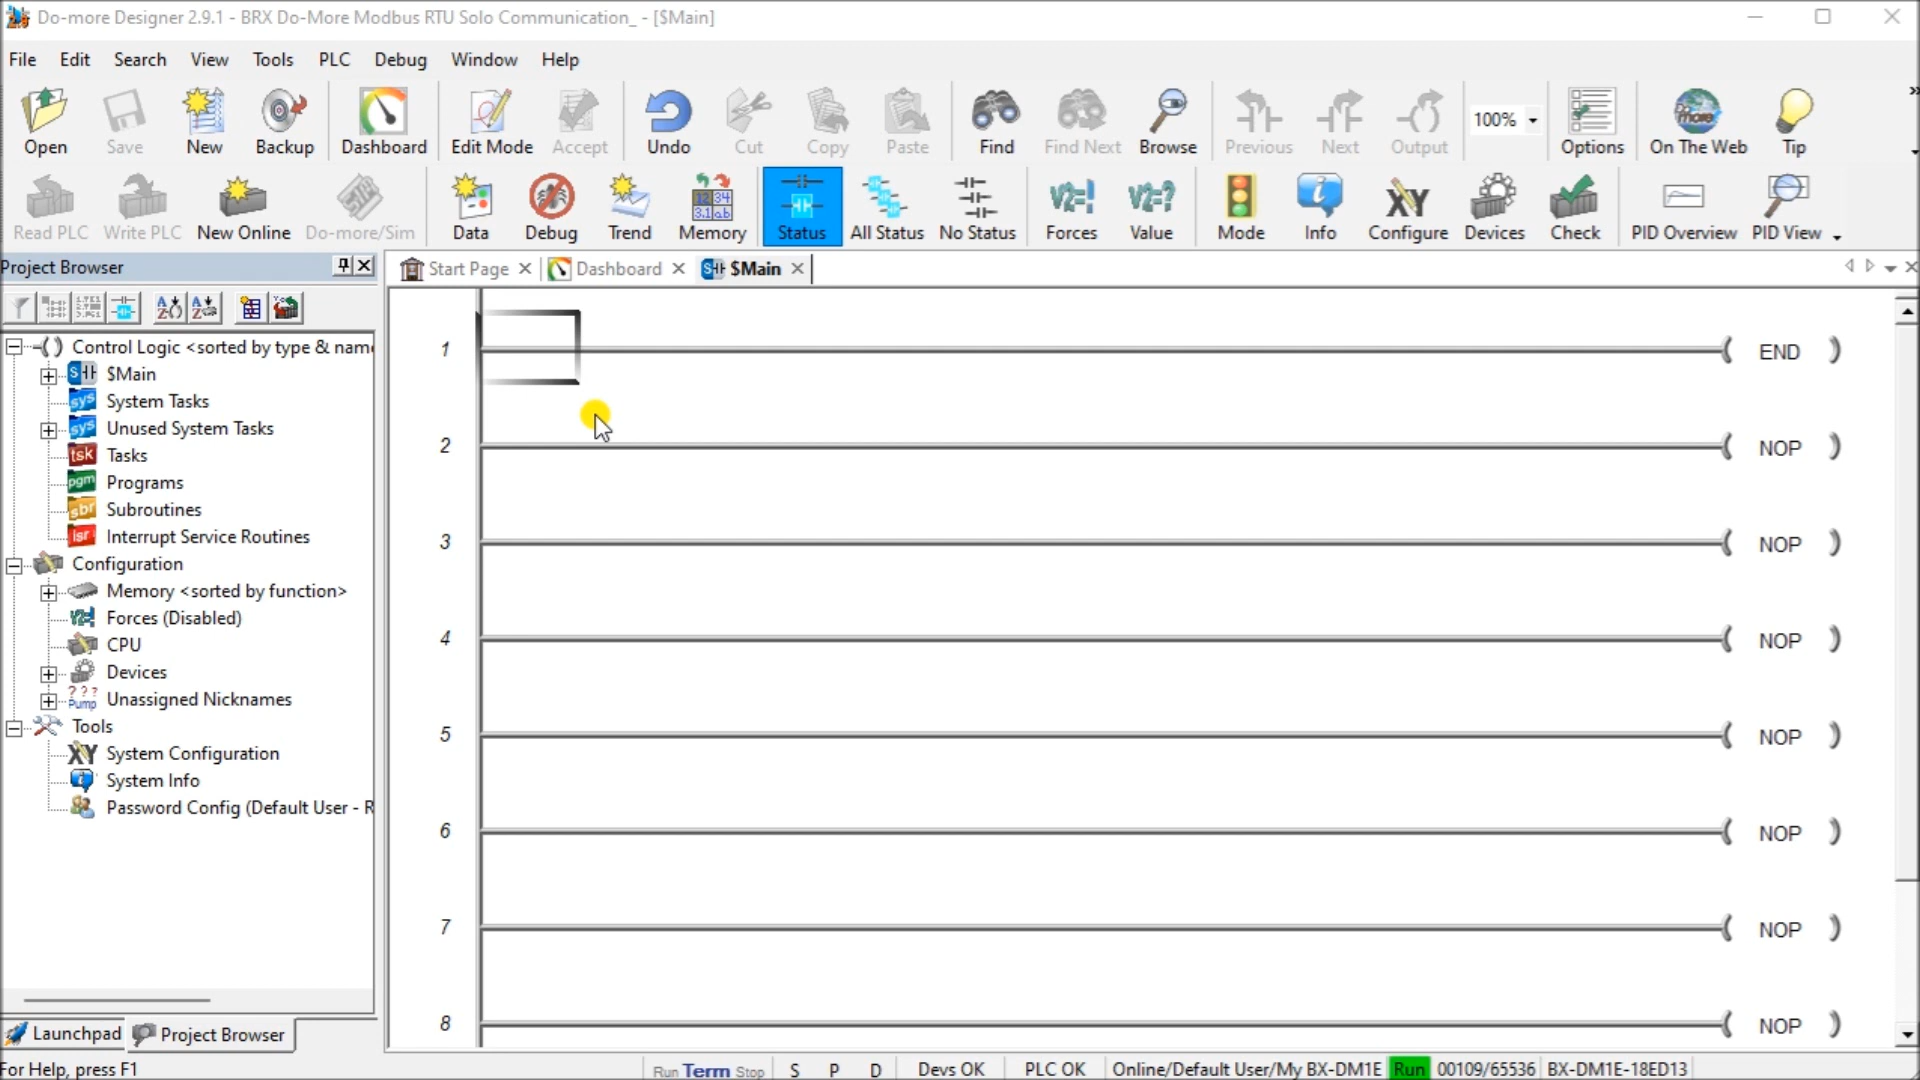 Do-more Designer 2.9.1 - BRX Do-More Modbus RTU Solo Communication_ - [$Main]
File Edit Search View Tools PLC Debug Window Help
Open Save New Backup Dashboard Edit Mode Accept Undo Cut Copy Paste Find Find Next Browse Previous Next Output 100% Options On The Web Tip
Read PLC Write PLC New Online Do-more/Sim Data Debug Trend Memory Status All Status No Status Forces Value Mode Info Configure Devices Check PID Overview PID View
Project Browser
Start Page Dashboard $Main
Control Logic <sorted by type & name
$Main
System Tasks
Unused System Tasks
Tasks
Programs
Subroutines
Interrupt Service Routines
Configuration
Memory <sorted by function>
Forces (Disabled)
CPU
Devices
Unassigned Nicknames
Tools
System Configuration
System Info
Password Config (Default User - R
1 END
2 NOP
3 NOP
4 NOP
5 NOP
6 NOP
7 NOP
8 NOP
Launchpad Project Browser
For Help, press F1 Run Term Stop S P D Devs OK PLC OK Online/Default User/My BX-DM1E Run 00109/65536 BX-DM1E-18ED13